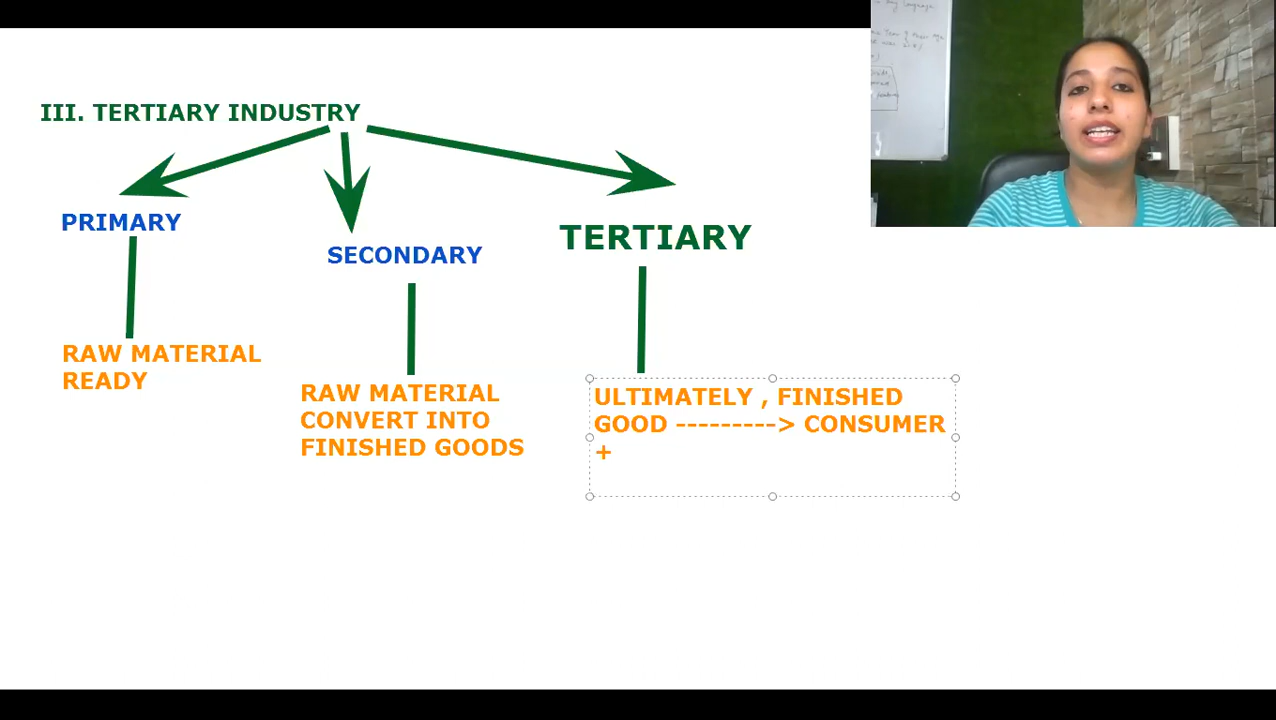 III. TERTIARY INDUSTRY
PRIMARY
SECONDARY
TERTIARY
RAW MATERIAL
READY
RAW MATERIAL
CONVERT INTO
FINISHED GOODS
ULTIMATELY , FINISHED
GOOD ---------> CONSUMER
+